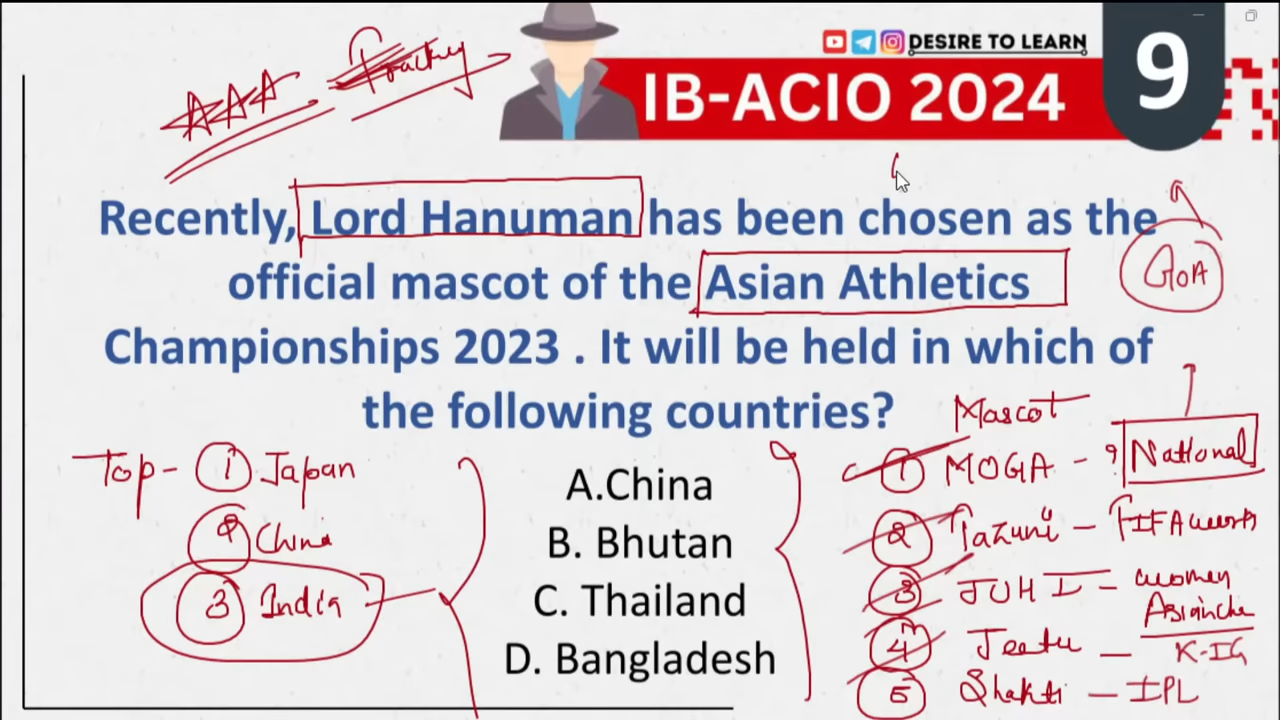 DESIRE TO LEARN
IB-ACIO 2024
9
Recently, Lord Hanuman has been chosen as the
official mascot of the Asian Athletics
Championships 2023 . It will be held in which of
the following countries?
GOA
Top - 1 Japan
2 China
3 India
A.China
B. Bhutan
C. Thailand
D. Bangladesh
Mascot
1 MOGA - National
2 Tazuni - FIFA
3 JUHI - women
4 Jeetu - K-IG
5 Shakti - IPL